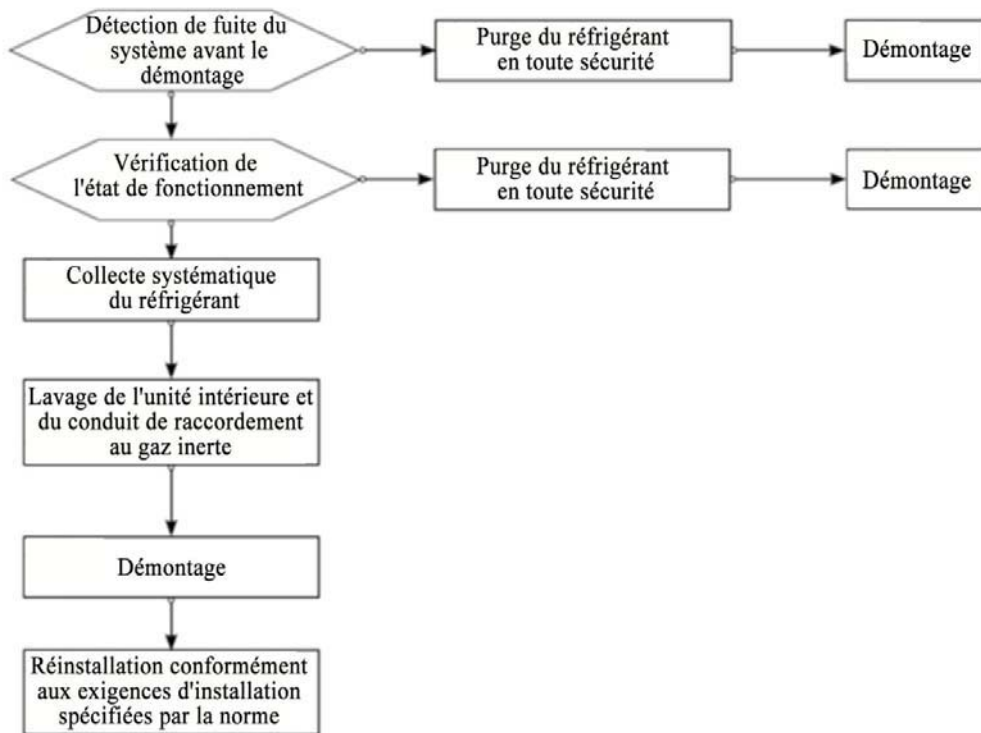 Détection de fuite du
système avant le
démontage
Purge du réfrigérant
en toute sécurité
Démontage
Vérification de
l'état de fonctionnement
Purge du réfrigérant
en toute sécurité
Démontage
Collecte systématique
du réfrigérant
Lavage de l'unité intérieure et
du conduit de raccordement
au gaz inerte
Démontage
Réinstallation conformément
aux exigences d'installation
spécifiées par la norme